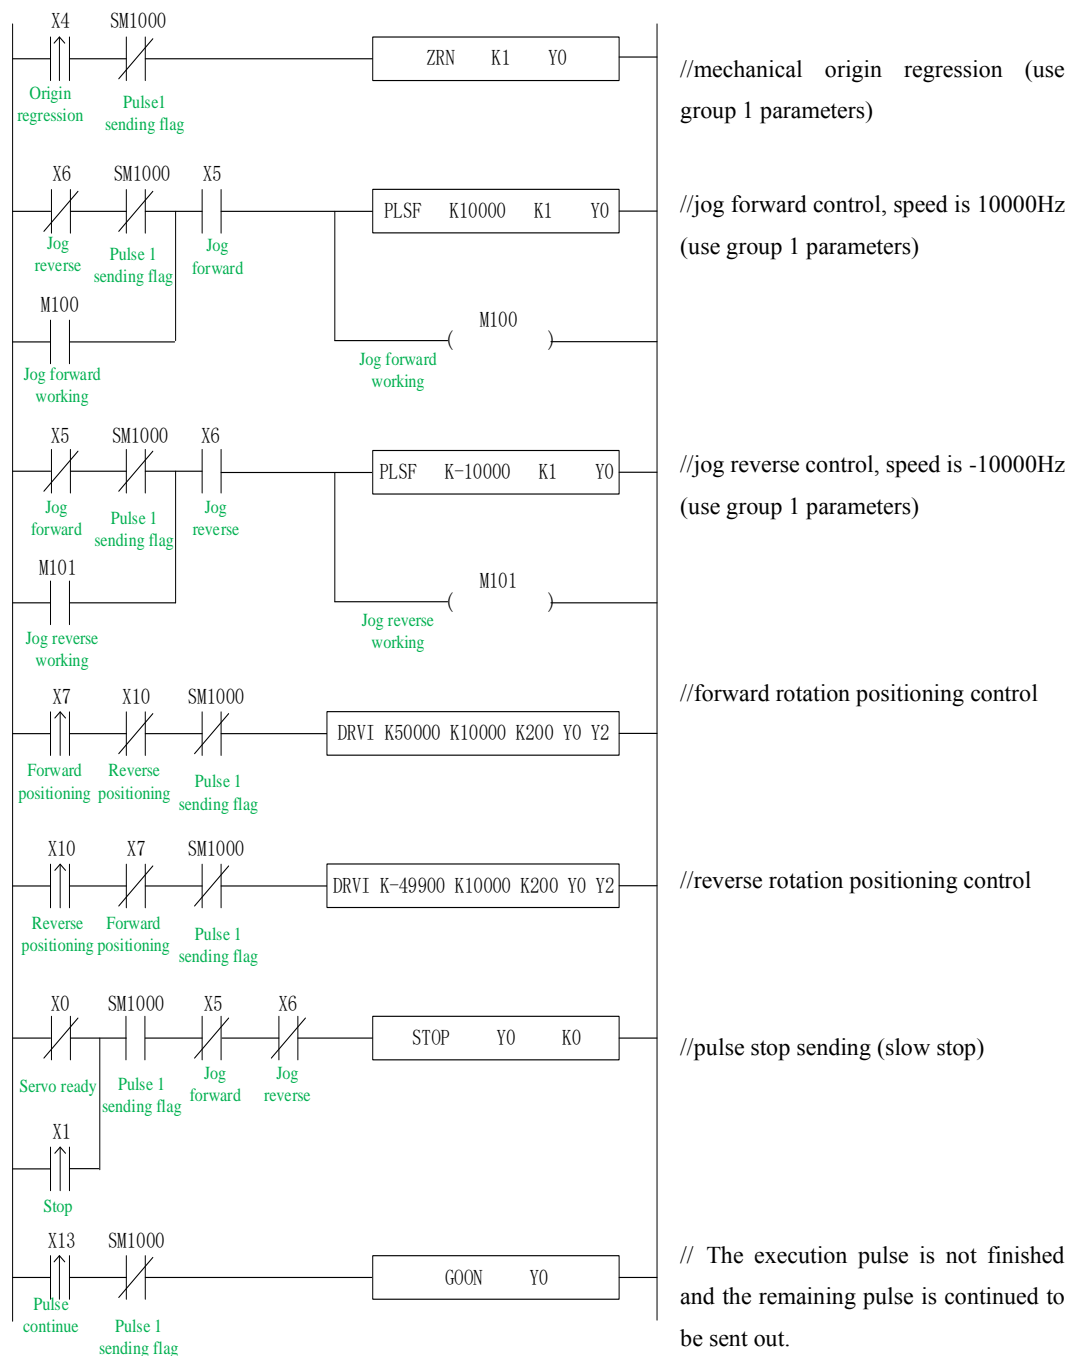 X4 SM1000
ZRN K1 Y0
Origin
regression
Pulse1
sending flag
//mechanical origin regression (use
group 1 parameters)
X6 SM1000 X5
PLSF K10000 K1 Y0
Jog
reverse
Pulse 1
sending flag
Jog
forward
//jog forward control, speed is 10000Hz
(use group 1 parameters)
M100
M100
( )
Jog forward
working
Jog forward
working
X5 SM1000 X6
PLSF K-10000 K1 Y0
Jog
forward
Pulse 1
sending flag
Jog
reverse
//jog reverse control, speed is -10000Hz
(use group 1 parameters)
M101
M101
( )
Jog reverse
working
Jog reverse
working
X7 X10 SM1000
DRVI K50000 K10000 K200 Y0 Y2
Forward
positioning
Reverse
positioning
Pulse 1
sending flag
//forward rotation positioning control
X10 X7 SM1000
DRVI K-49900 K10000 K200 Y0 Y2
Reverse
positioning
Forward
positioning
Pulse 1
sending flag
//reverse rotation positioning control
X0 SM1000 X5 X6
STOP Y0 K0
Servo ready
Pulse 1
sending flag
Jog
forward
Jog
reverse
//pulse stop sending (slow stop)
X1
Stop
X13 SM1000
GOON Y0
Pulse
continue
Pulse 1
sending flag
// The execution pulse is not finished
and the remaining pulse is continued to
be sent out.